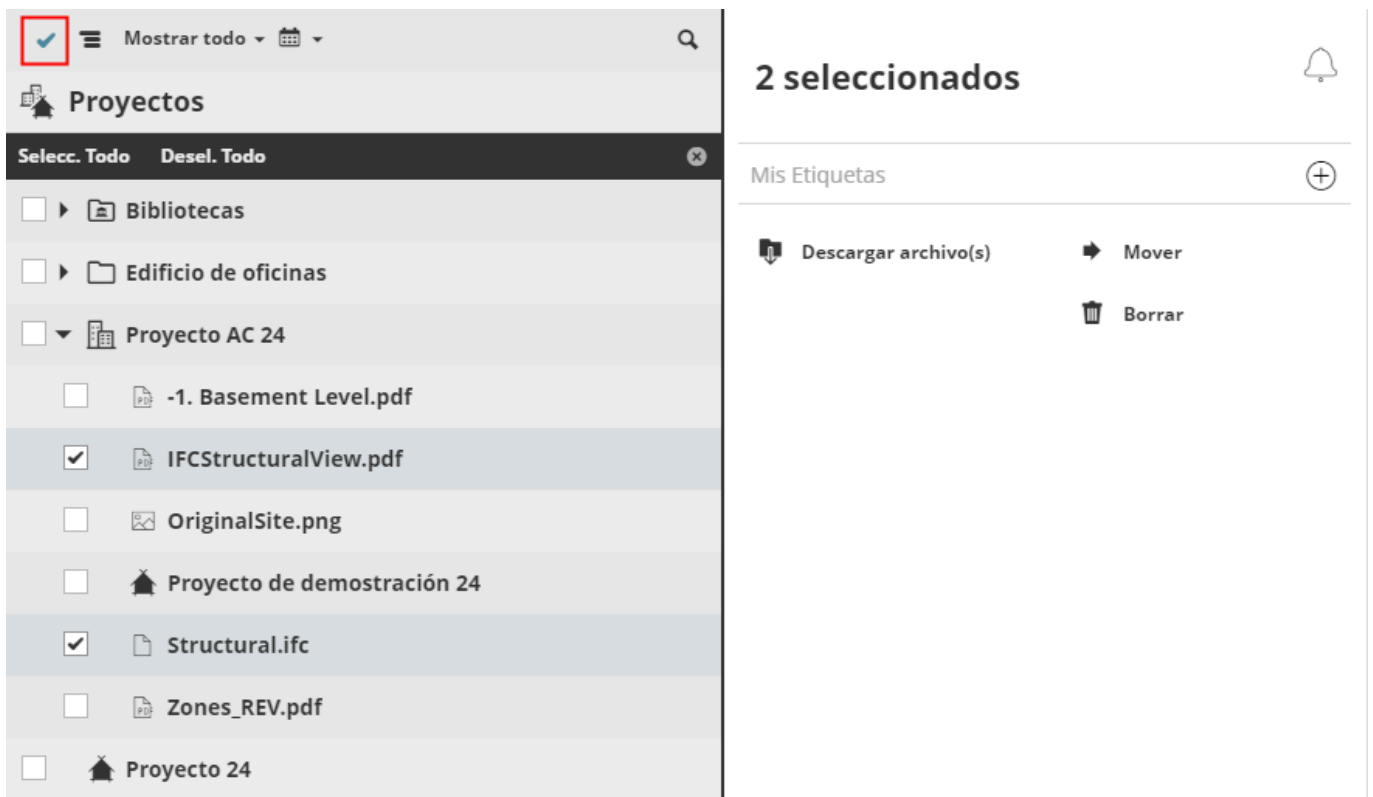 Mostrar todo
Proyectos
Selecc. Todo Desel. Todo
Bibliotecas
Edificio de oficinas
Proyecto AC 24
-1. Basement Level.pdf
IFCStructuralView.pdf
OriginalSite.png
Proyecto de demostración 24
Structural.ifc
Zones_REV.pdf
Proyecto 24
2 seleccionados
Mis Etiquetas
Descargar archivo(s) Mover
Borrar